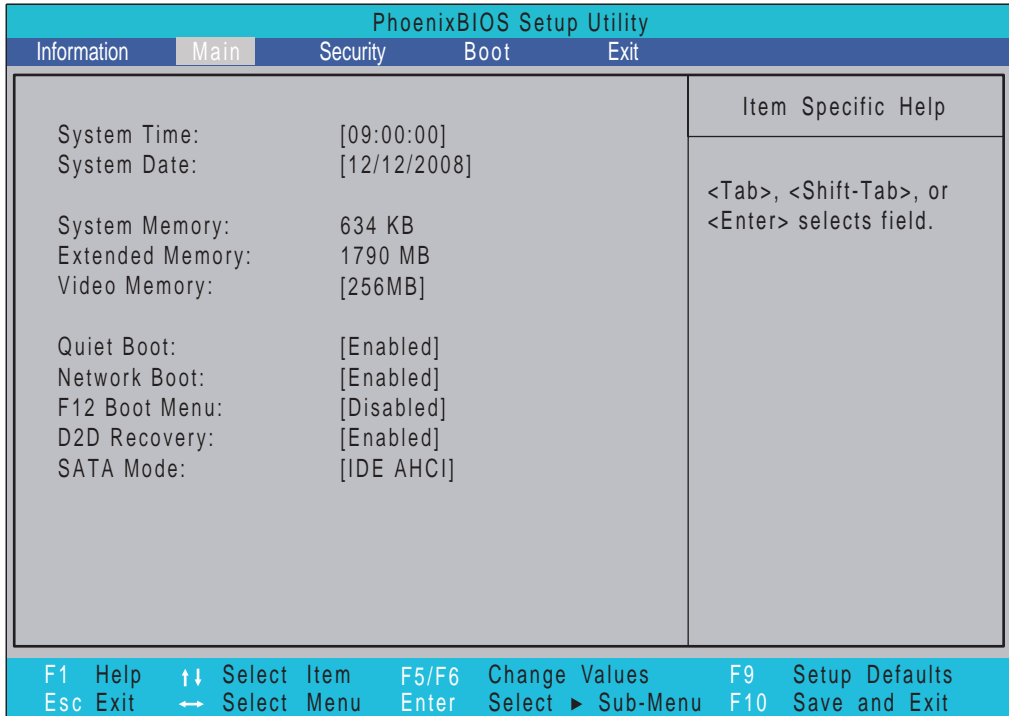 PhoenixBIOS Setup Utility
Information Main Security Boot Exit
Item Specific Help
System Time: [09:00:00]
System Date: [12/12/2008]
<Tab>, <Shift-Tab>, or
<Enter> selects field.
System Memory: 634 KB
Extended Memory: 1790 MB
Video Memory: [256MB]
Quiet Boot: [Enabled]
Network Boot: [Enabled]
F12 Boot Menu: [Disabled]
D2D Recovery: [Enabled]
SATA Mode: [IDE AHCI]
F1 Help ↑↓ Select Item F5/F6 Change Values F9 Setup Defaults
Esc Exit ↔ Select Menu Enter Select ► Sub-Menu F10 Save and Exit